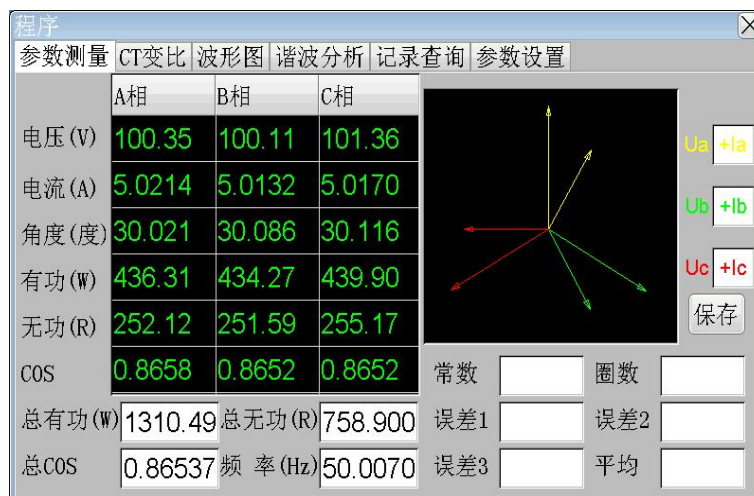 程序
参数测量 CT变比 波形图 谐波分析 记录查询 参数设置
A相 B相 C相
电压(V) 100.35 100.11 101.36
电流(A) 5.0214 5.0132 5.0170
角度(度) 30.021 30.086 30.116
有功(W) 436.31 434.27 439.90
无功(R) 252.12 251.59 255.17
COS 0.8658 0.8652 0.8652
Ua +Ia
Ub +Ib
Uc +Ic
保存
常数 圈数
总有功(W) 1310.49 总无功(R) 758.900 误差1 误差2
总COS 0.86537 频 率(Hz) 50.0070 误差3 平均